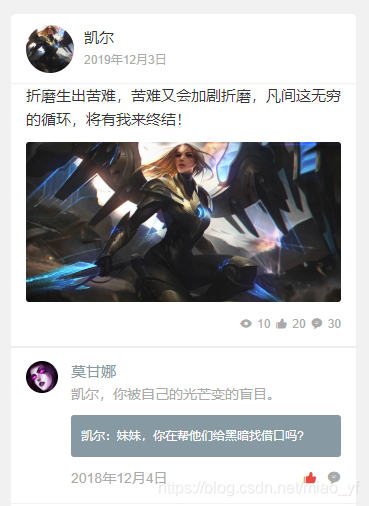 凯尔
2019年12月3日
折磨生出苦难，苦难又会加剧折磨，凡间这无穷
的循环，将有我来终结！
10 20 30
莫甘娜
凯尔，你被自己的光芒变的盲目。
凯尔：妹妹，你在帮他们给黑暗找借口吗?
2018年12月4日
https://blog.csdn.net/miao_yf